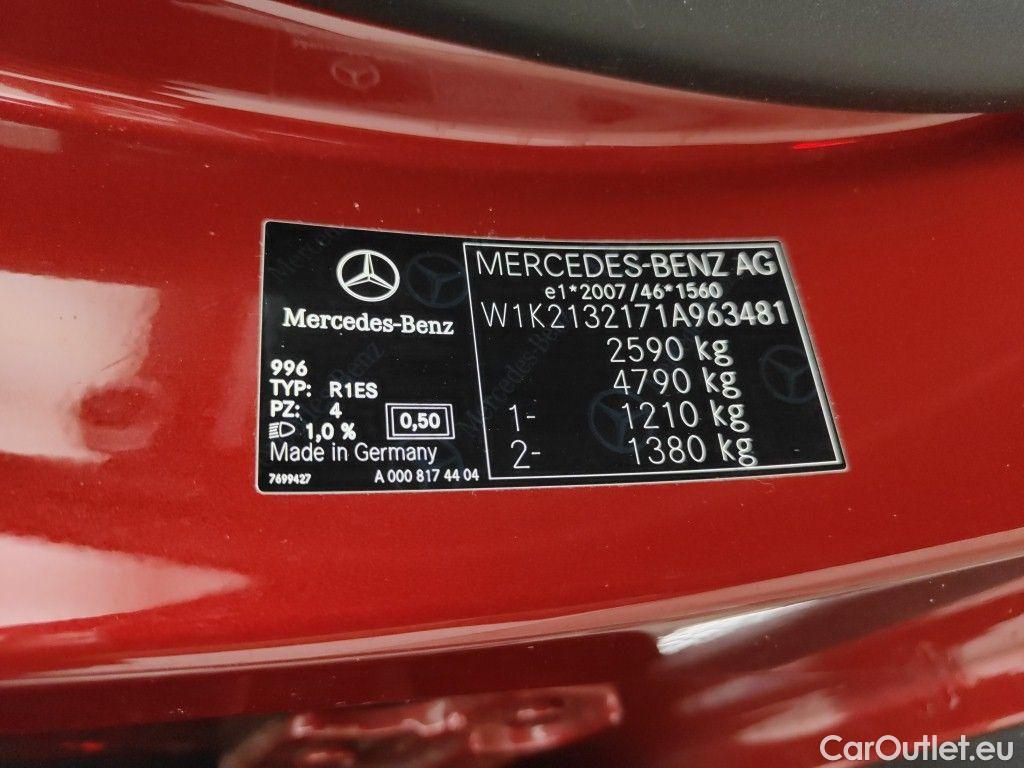 Mercedes-Benz
996
TYP: R1ES
PZ: 4
1,0 % 0,50
Made in Germany
7699427 A 000 817 44 04
MERCEDES-BENZ AG
e1*2007/46*1560
W1K2132171A963481
2590 kg
4790 kg
1- 1210 kg
2- 1380 kg
CarOutlet.eu